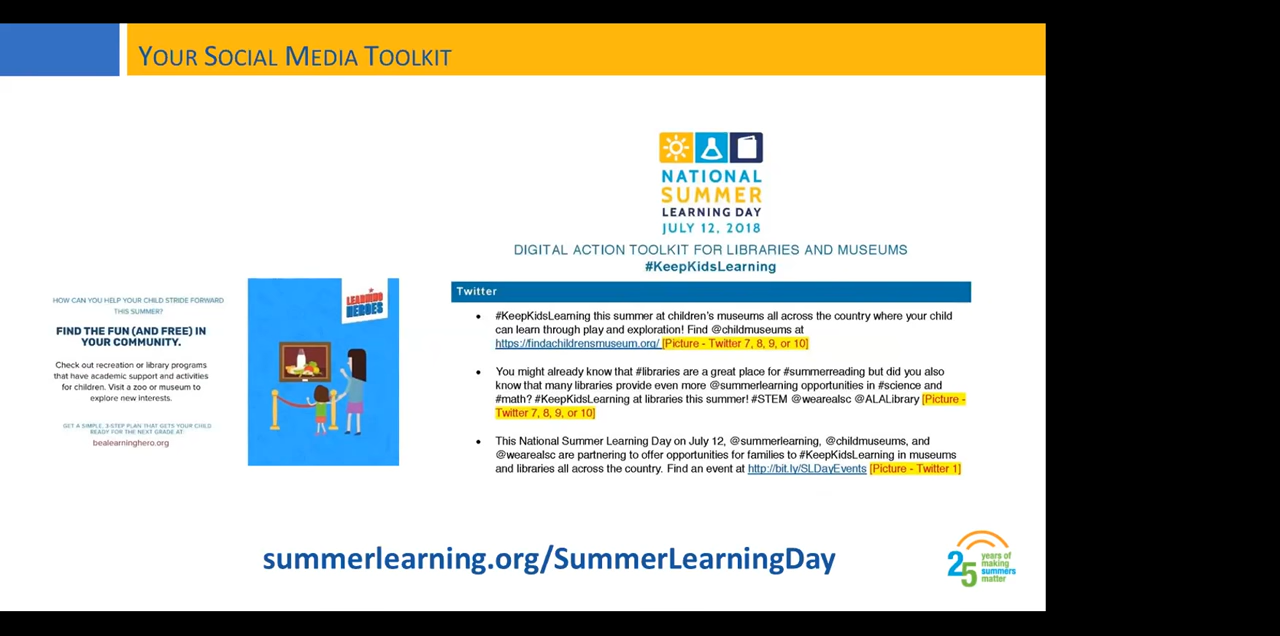 YOUR SOCIAL MEDIA TOOLKIT
NATIONAL
SUMMER
LEARNING DAY
JULY 12, 2018
DIGITAL ACTION TOOLKIT FOR LIBRARIES AND MUSEUMS
#KeepKidsLearning
HOW CAN YOU HELP YOUR CHILD STRIDE FORWARD
THIS SUMMER?
FIND THE FUN (AND FREE) IN
YOUR COMMUNITY.
Check out recreation or library programs
that have academic support and activities
for children. Visit a zoo or museum to
explore new interests.
GET A SIMPLE, 3-STEP PLAN THAT GETS YOUR CHILD
READY FOR THE NEXT GRADE AT:
bealearninghero.org
LEARNING
HEROES
Twitter
• #KeepKidsLearning this summer at children's museums all across the country where your child
can learn through play and exploration! Find @childmuseums at
https://findachildrensmuseum.org/ [Picture - Twitter 7, 8, 9, or 10]
• You might already know that #libraries are a great place for #summerreading but did you also
know that many libraries provide even more @summerlearning opportunities in #science and
#math? #KeepKidsLearning at libraries this summer! #STEM @wearealsc @ALALibrary [Picture -
Twitter 7, 8, 9, or 10]
• This National Summer Learning Day on July 12, @summerlearning, @childmuseums, and
@wearealsc are partnering to offer opportunities for families to #KeepKidsLearning in museums
and libraries all across the country. Find an event at http://bit.ly/SLDayEvents [Picture - Twitter 1]
summerlearning.org/SummerLearningDay
25
years of
making
summers
matter